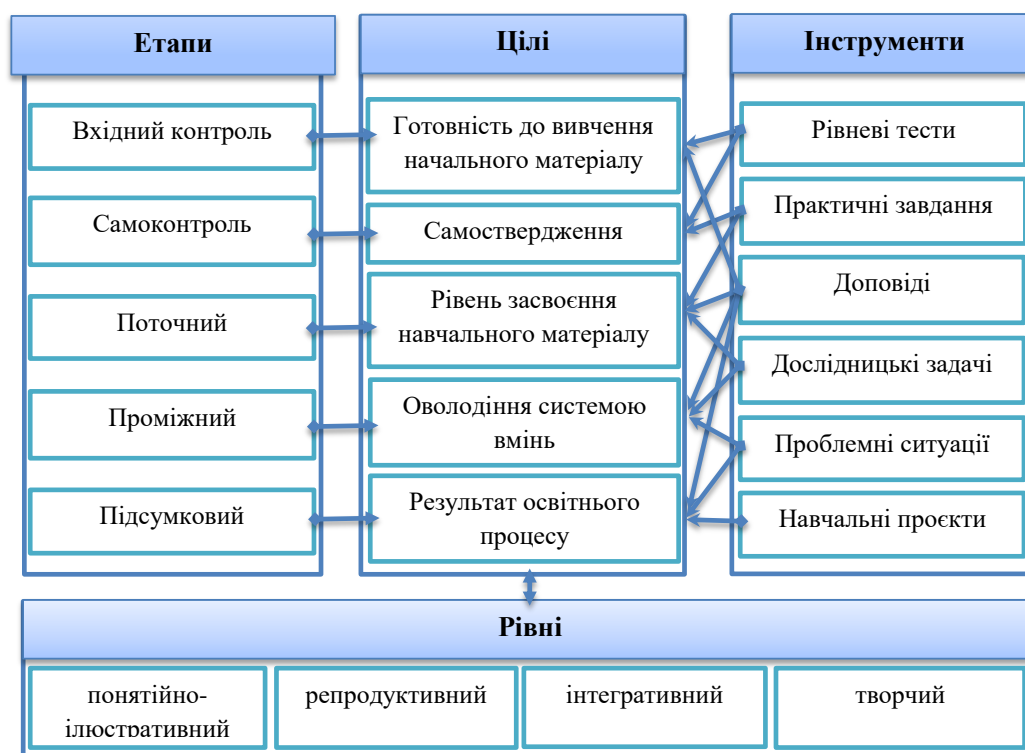 Етапи
Вхідний контроль
Самоконтроль
Поточний
Проміжний
Підсумковий
Цілі
Готовність до вивчення
начального матеріалу
Самоствердження
Рівень засвоєння
навчального матеріалу
Оволодіння системою
вмінь
Результат освітнього
процесу
Інструменти
Рівневі тести
Практичні завдання
Доповіді
Дослідницькі задачі
Проблемні ситуації
Навчальні проєкти
Рівні
понятійно-
ілюстративний
репродуктивний
інтегративний
творчий